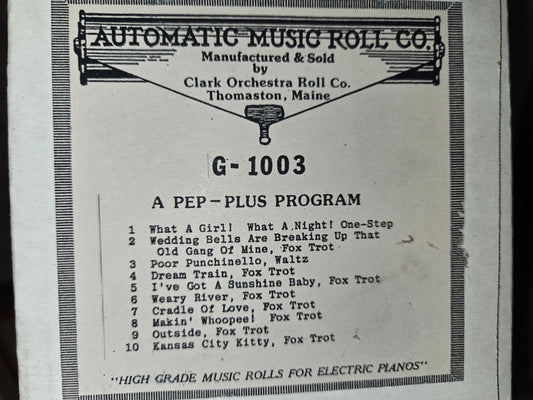 AUTOMATIC MUSIC ROLL CO.
Manufactured & Sold
by
Clark Orchestra Roll Co.
Thomaston, Maine
G-1003
A PEP-PLUS PROGRAM
1 What A Girl! What A Night! One-Step
2 Wedding Bells Are Breaking Up That
Old Gang Of Mine, Fox Trot
3 Poor Punchinello, Waltz
4 Dream Train, Fox Trot
5 I've Got A Sunshine Baby, Fox Trot
6 Weary River, Fox Trot
7 Cradle Of Love, Fox Trot
8 Makin' Whoopee! Fox Trot
9 Outside, Fox Trot
10 Kansas City Kitty, Fox Trot
"HIGH GRADE MUSIC ROLLS FOR ELECTRIC PIANOS"